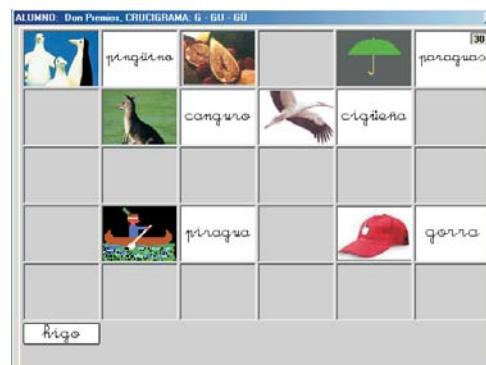 ALUMNO: Don Premios, CRUCIGRAMA: G - GU - GÜ
30
pingüino
paraguas
canguro
cigüeña
piragua
gorra
higo